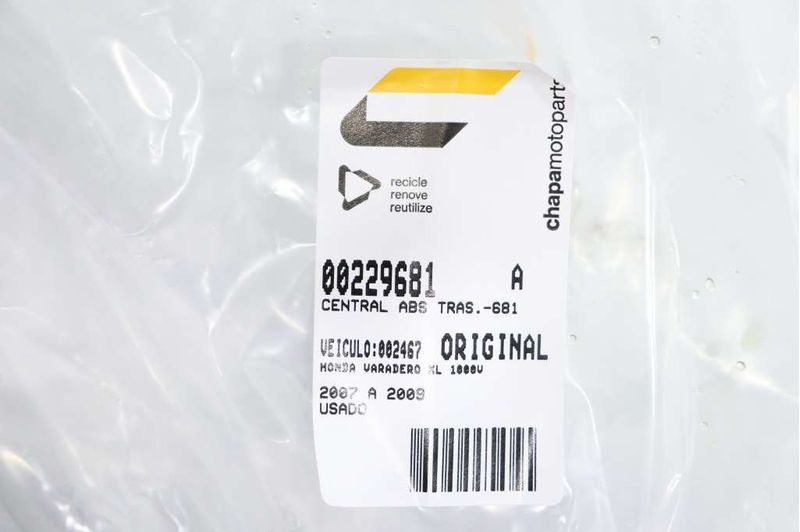 chapamotoparts
recicle
renove
reutilize
00229681 A
CENTRAL ABS TRAS.-681
VEICULO:002467 ORIGINAL
HONDA VARADERO XL 1000V
2007 A 2009
USADO